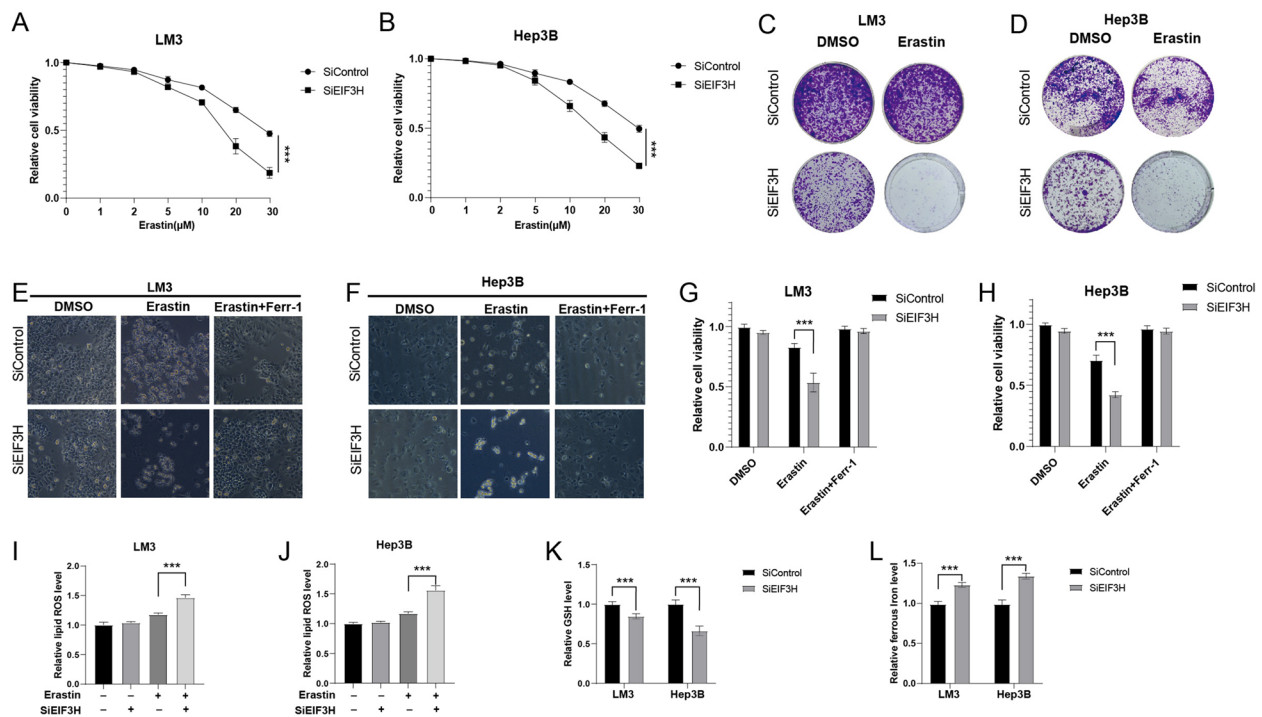 A
LM3
Relative cell viability
1.0
0.5
0.0
0 1 2 5 10 20 30
Erastin(μM)
SiControl
SiEIF3H
***
B
Hep3B
Relative cell viability
1.0
0.5
0.0
0 1 2 5 10 20 30
Erastin(μM)
SiControl
SiEIF3H
***
C
LM3
DMSO Erastin
SiControl
SiEIF3H
D
Hep3B
DMSO Erastin
SiControl
SiEIF3H
E
LM3
DMSO Erastin Erastin+Ferr-1
SiControl
SiEIF3H
F
Hep3B
DMSO Erastin Erastin+Ferr-1
SiControl
SiEIF3H
G
LM3
SiControl
SiEIF3H
Relative cell viability
1.0
0.5
0.0
***
DMSO Erastin Erastin+Ferr-1
H
Hep3B
SiControl
SiEIF3H
Relative cell viability
1.0
0.5
0.0
***
DMSO Erastin Erastin+Ferr-1
I
LM3
Relative lipid ROS level
2.0
1.5
1.0
0.5
0.0
***
Erastin – – + +
SiEIF3H – + – +
J
Hep3B
Relative lipid ROS level
2.0
1.5
1.0
0.5
0.0
***
Erastin – – + +
SiEIF3H – + – +
K
Relative GSH level
1.5
1.0
0.5
0.0
*** ***
LM3 Hep3B
SiControl
SiEIF3H
L
Relative ferrous Iron level
1.5
1.0
0.5
0.0
*** ***
LM3 Hep3B
SiControl
SiEIF3H